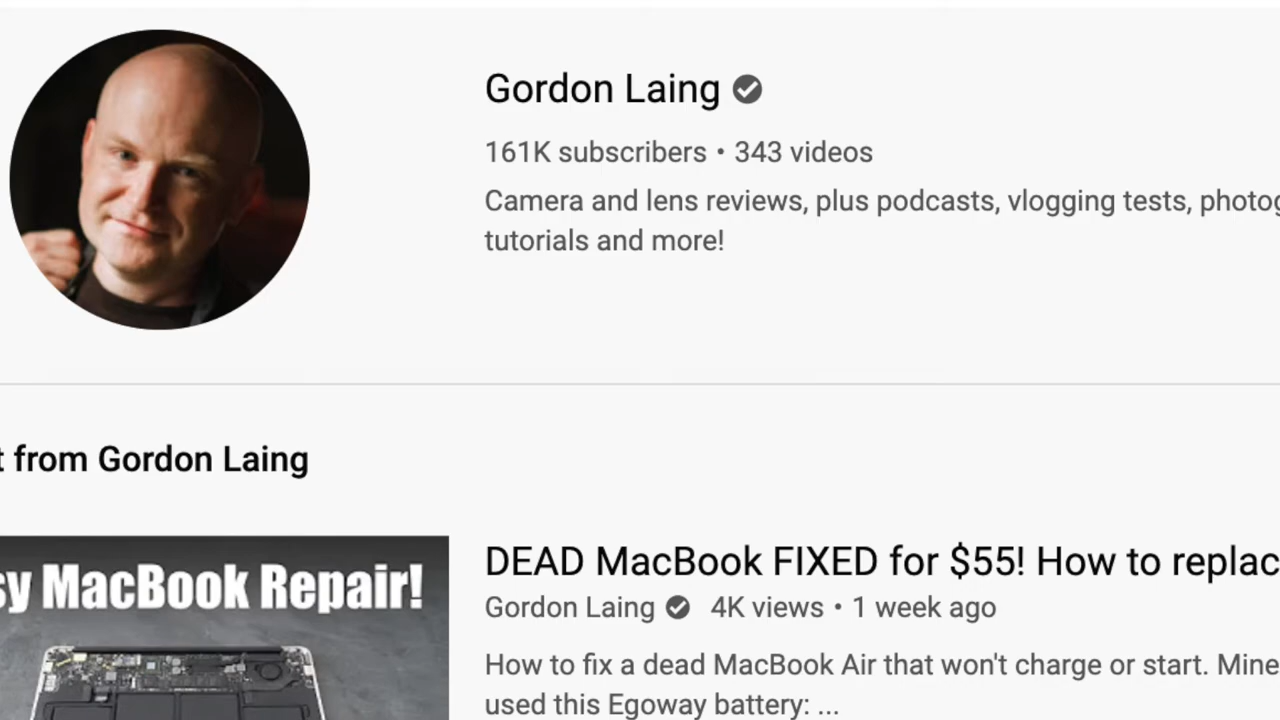 Gordon Laing
161K subscribers • 343 videos
Camera and lens reviews, plus podcasts, vlogging tests, photog
tutorials and more!
t from Gordon Laing
sy MacBook Repair!
DEAD MacBook FIXED for $55! How to replac
Gordon Laing 4K views • 1 week ago
How to fix a dead MacBook Air that won't charge or start. Mine
used this Egoway battery: ...